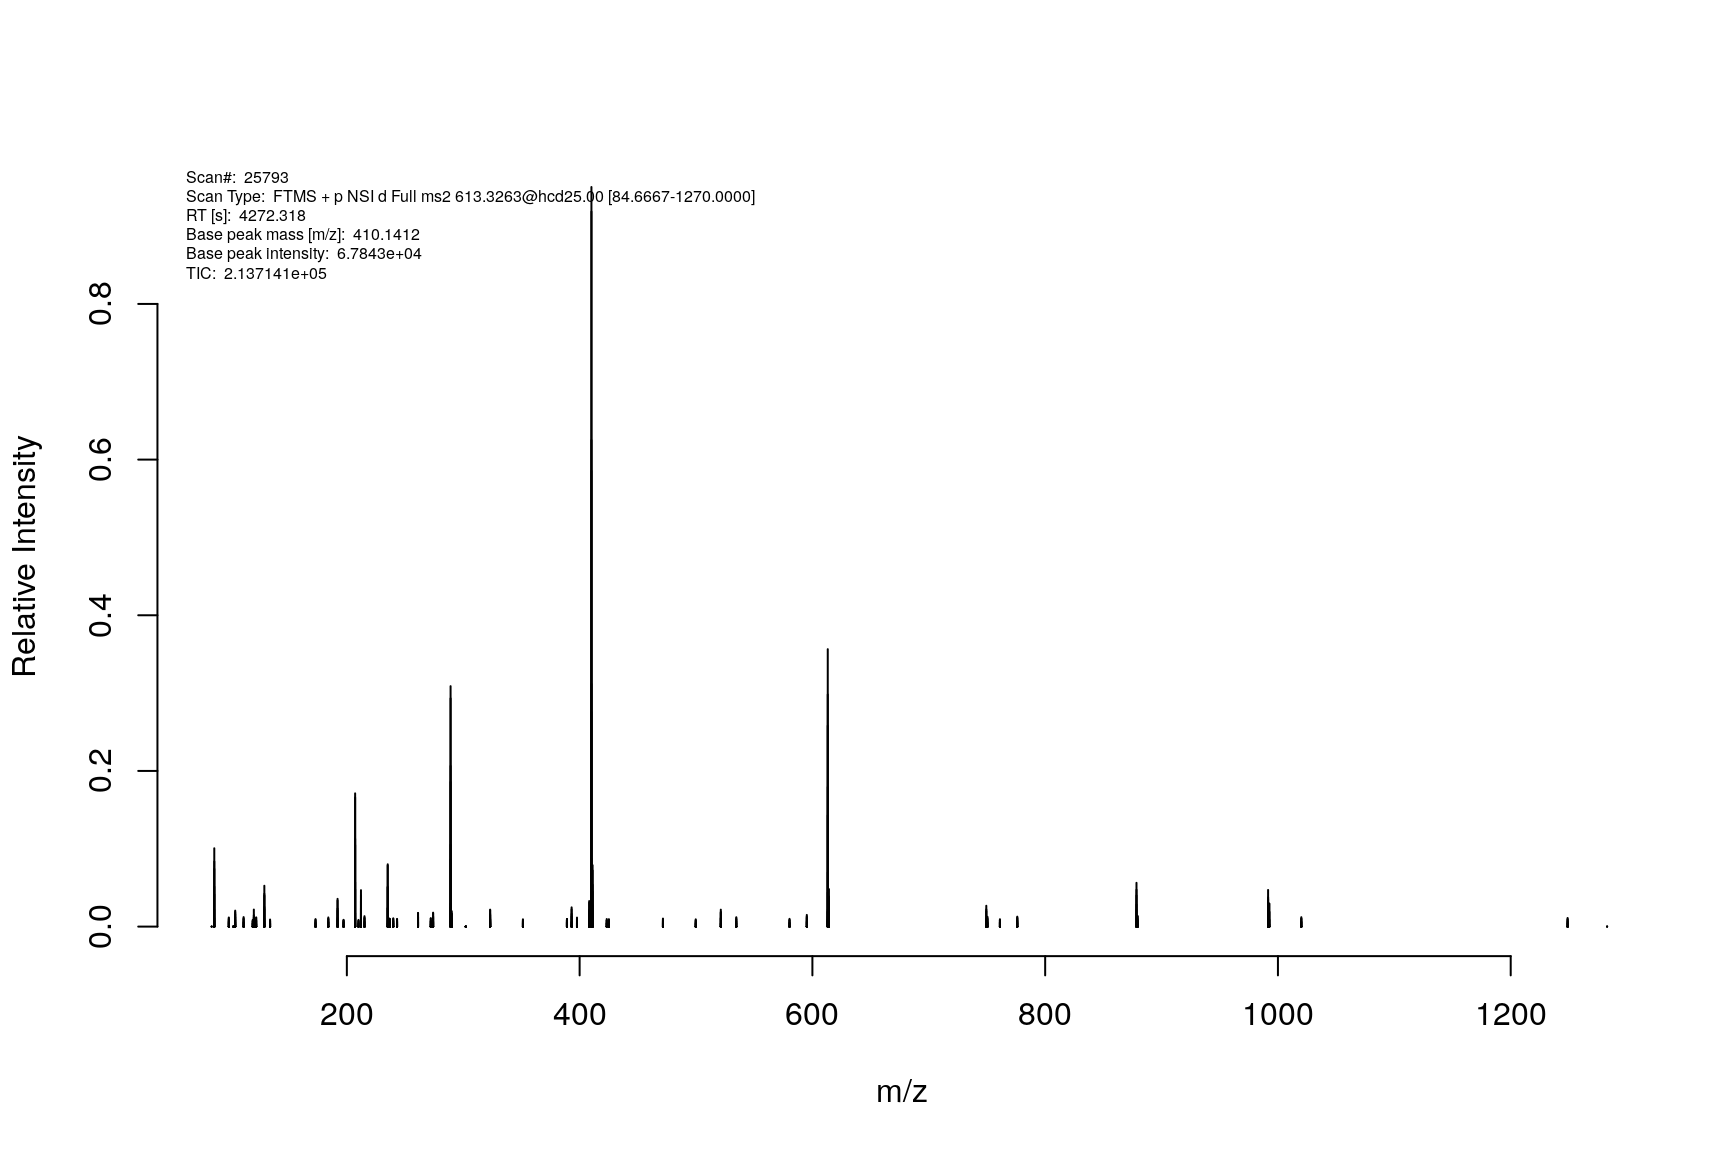 Scan#: 25793
Scan Type: FTMS + p NSI d Full ms2 613.3263@hcd25.00 [84.6667-1270.0000]
RT [s]: 4272.318
Base peak mass [m/z]: 410.1412
Base peak intensity: 6.7843e+04
TIC: 2.137141e+05
0.8
0.6
0.4
0.2
0.0
Relative Intensity
200 400 600 800 1000 1200
m/z